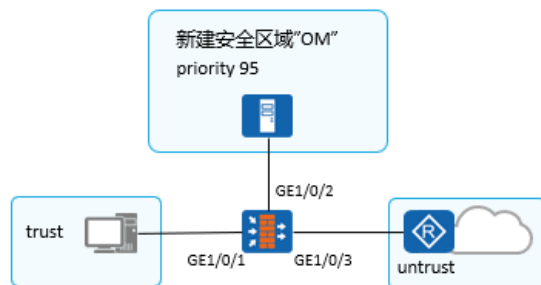 新建安全区域"OM"
priority 95
GE1/0/2
trust
GE1/0/1
GE1/0/3
R
untrust